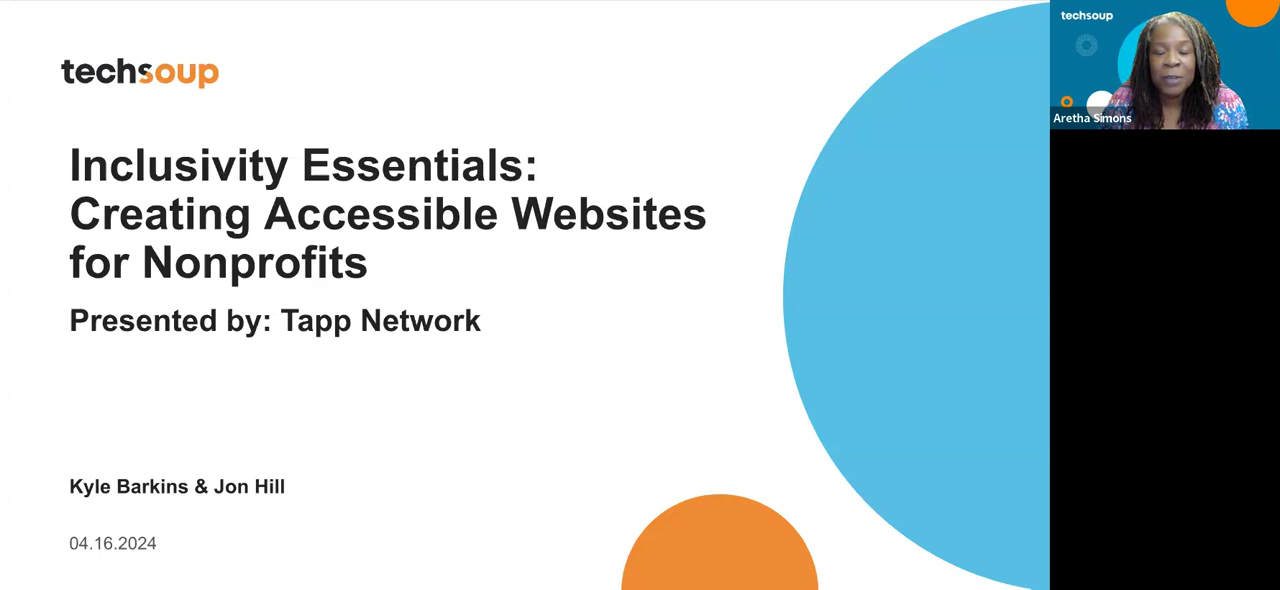 techsoup
Inclusivity Essentials:
Creating Accessible Websites
for Nonprofits
Presented by: Tapp Network
Kyle Barkins & Jon Hill
04.16.2024
techsoup
Aretha Simons